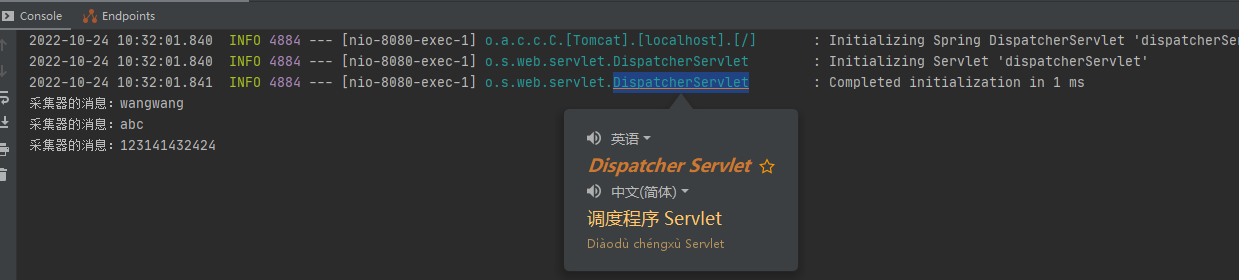 Console Endpoints
2022-10-24 10:32:01.840  INFO 4884 --- [nio-8080-exec-1] o.a.c.c.C.[Tomcat].[localhost].[/]       : Initializing Spring DispatcherServlet 'dispatcherSe
2022-10-24 10:32:01.840  INFO 4884 --- [nio-8080-exec-1] o.s.web.servlet.DispatcherServlet        : Initializing Servlet 'dispatcherServlet'
2022-10-24 10:32:01.841  INFO 4884 --- [nio-8080-exec-1] o.s.web.servlet.DispatcherServlet        : Completed initialization in 1 ms
采集器的消息：wangwang
采集器的消息：abc
采集器的消息：123141432424
英语
Dispatcher Servlet
中文(简体)
调度程序 Servlet
Diàodù chéngxù Servlet